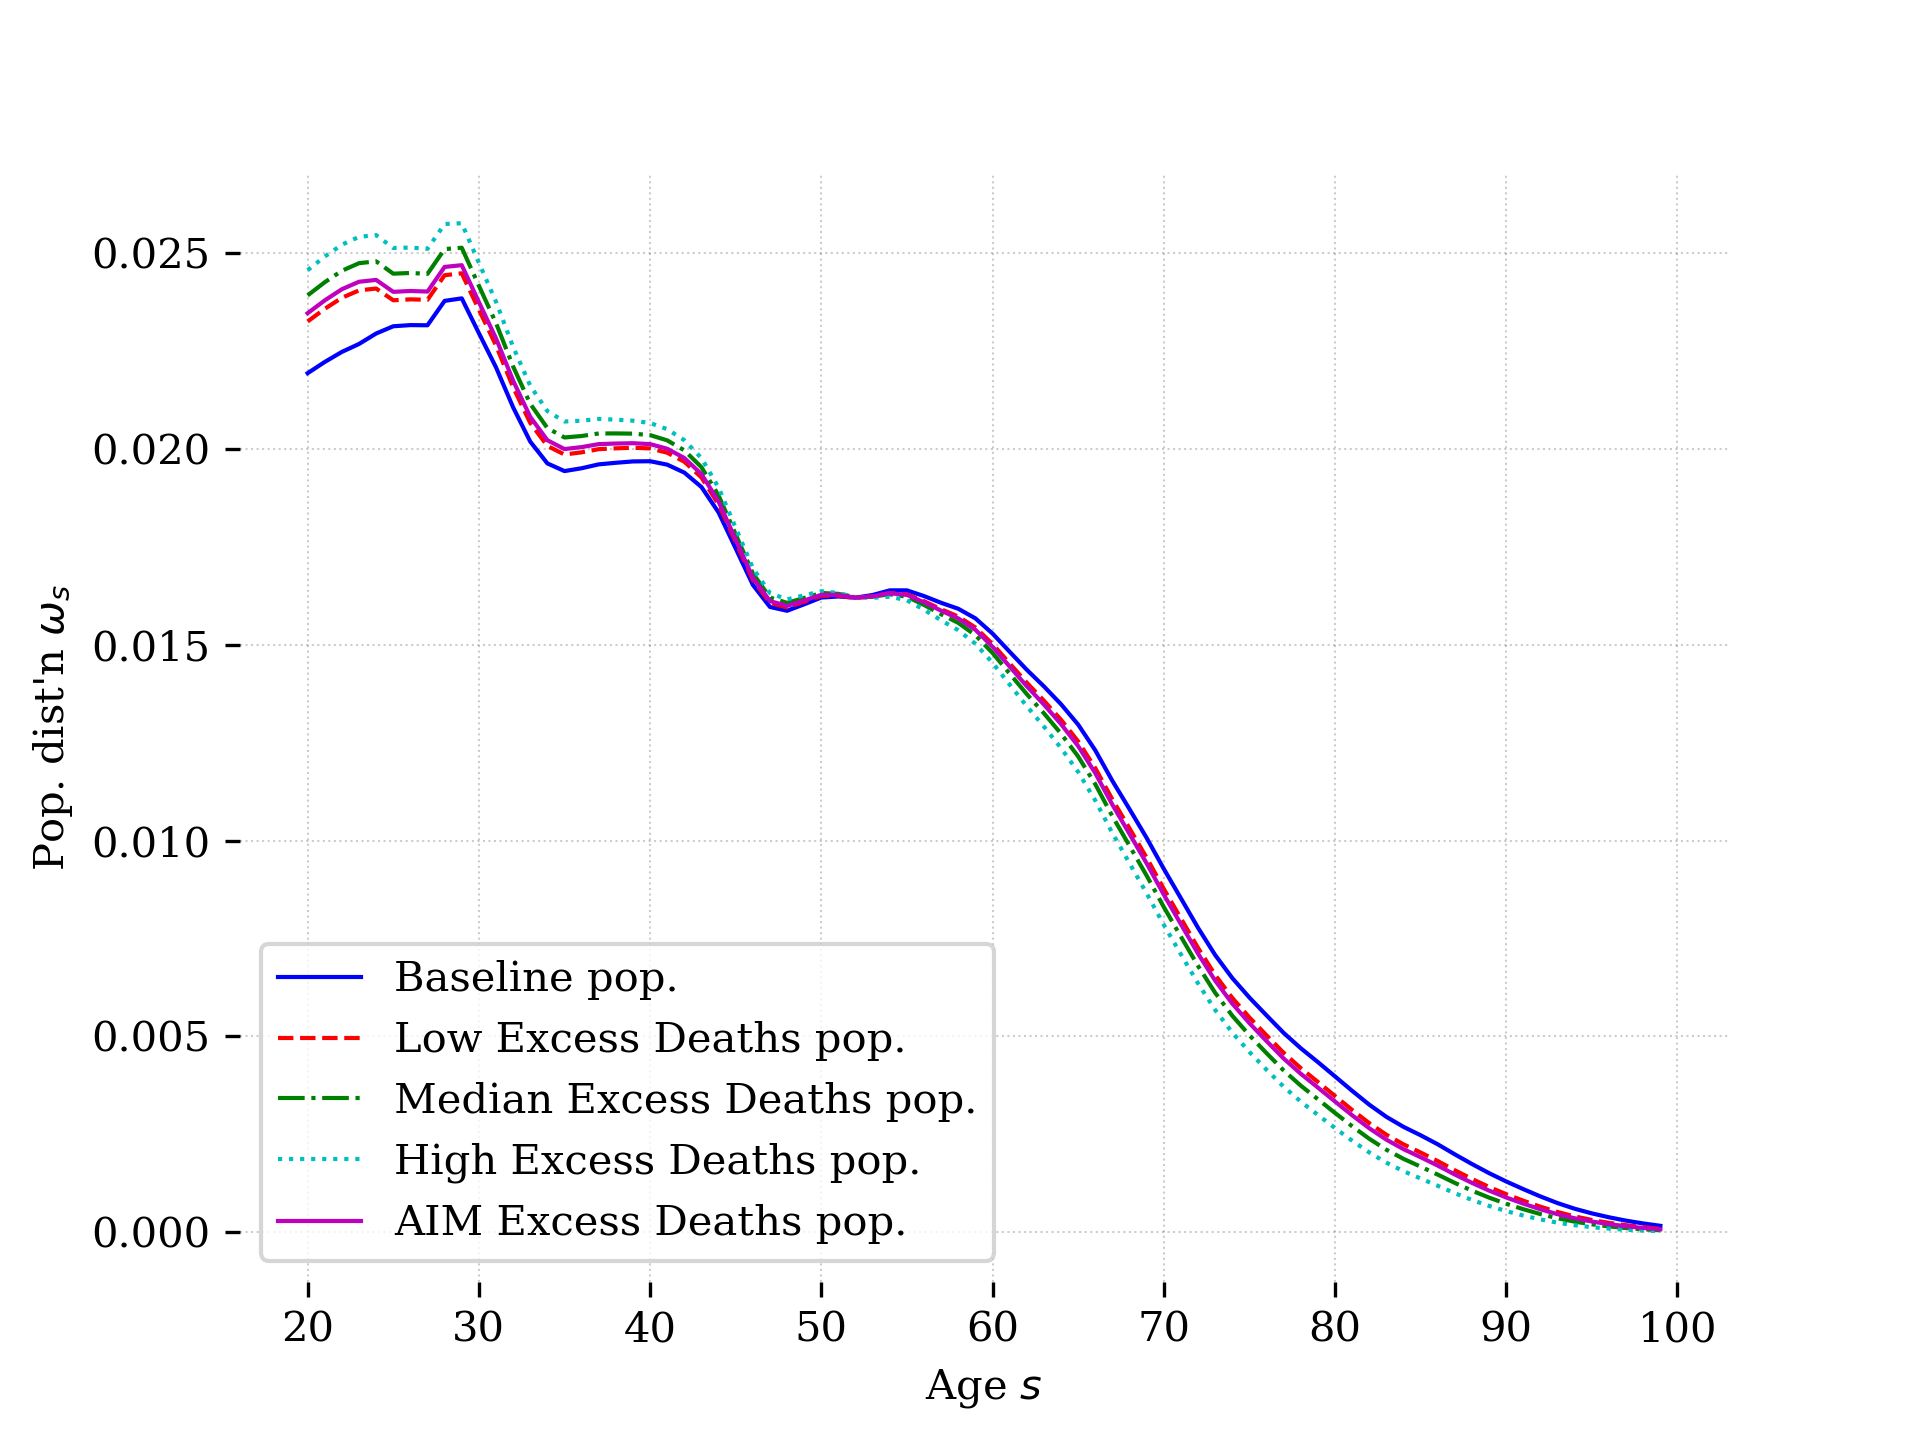 0.025
0.020
0.015
0.010
0.005
0.000
Pop. dist'n ωₛ
Baseline pop.
Low Excess Deaths pop.
Median Excess Deaths pop.
High Excess Deaths pop.
AIM Excess Deaths pop.
20 30 40 50 60 70 80 90 100
Age s